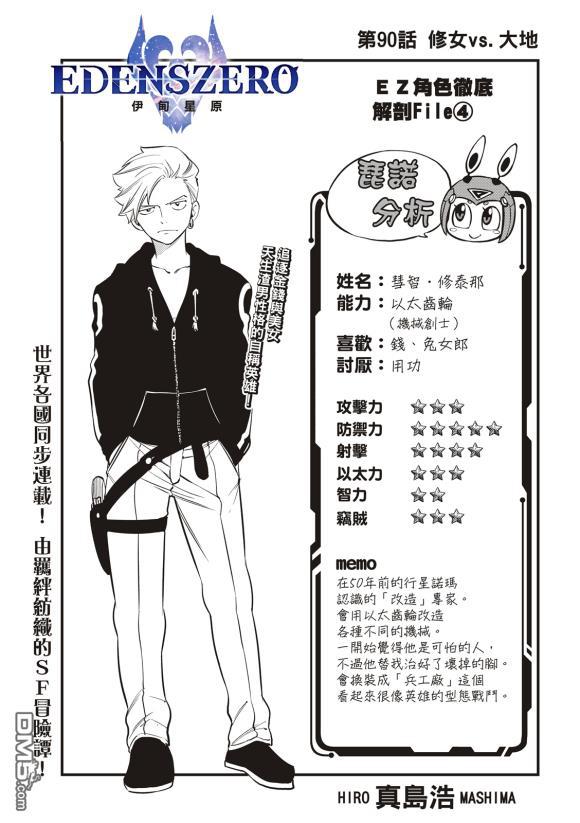 第90話 修女vs.大地
EDENSZERO
伊甸星原
EZ角色徹底
解剖File④
琵諾
分析
姓名：彗智・修泰那
能力：以太齒輪
（機械創士）
喜歡：錢、兔女郎
討厭：用功
攻擊力 ☆☆☆
防禦力 ☆☆☆☆☆
射擊 ☆☆☆☆
以太力 ☆☆☆
智力 ☆☆
竊賊 ☆☆☆
memo
在50年前的行星諾瑪
認識的「改造」專家。
會用以太齒輪改造
各種不同的機械。
一開始覺得他是可怕的人，
不過他替我治好了壞掉的腳。
會換裝成「兵工廠」這個
看起來很像英雄的型態戰鬥。
追逐金錢與美女
天生渣男性格的自稱英雄！
世界各國同步連載！ 由羈絆紡織的SF冒險譚！
HIRO 真島浩 MASHIMA
DM5.com